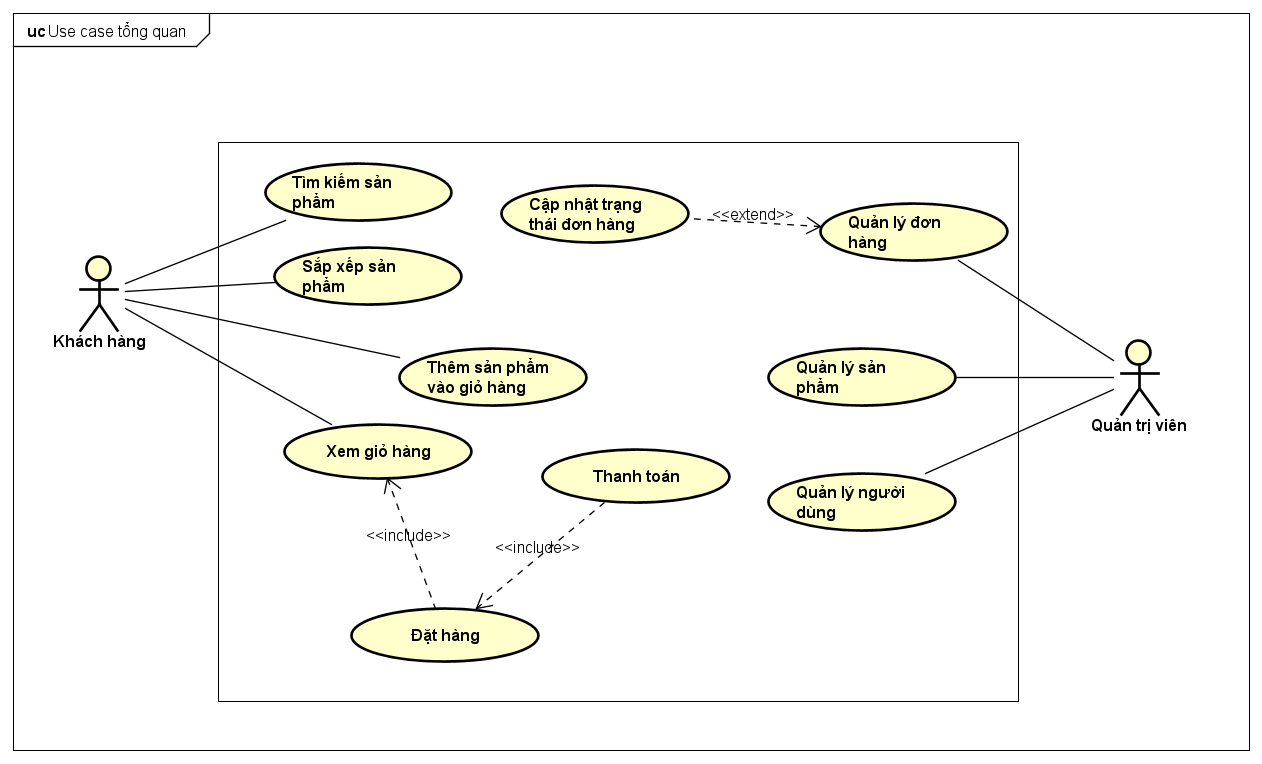 uc Use case tổng quan
Tìm kiếm sản
phẩm
Cập nhật trạng
thái đơn hàng
<<extend>>
Quản lý đơn
hàng
Sắp xếp sản
phẩm
Khách hàng
Thêm sản phẩm
vào giỏ hàng
Quản lý sản
phẩm
Quản trị viên
Xem giỏ hàng
Thanh toán
Quản lý người
dùng
<<include>>
<<include>>
Đặt hàng